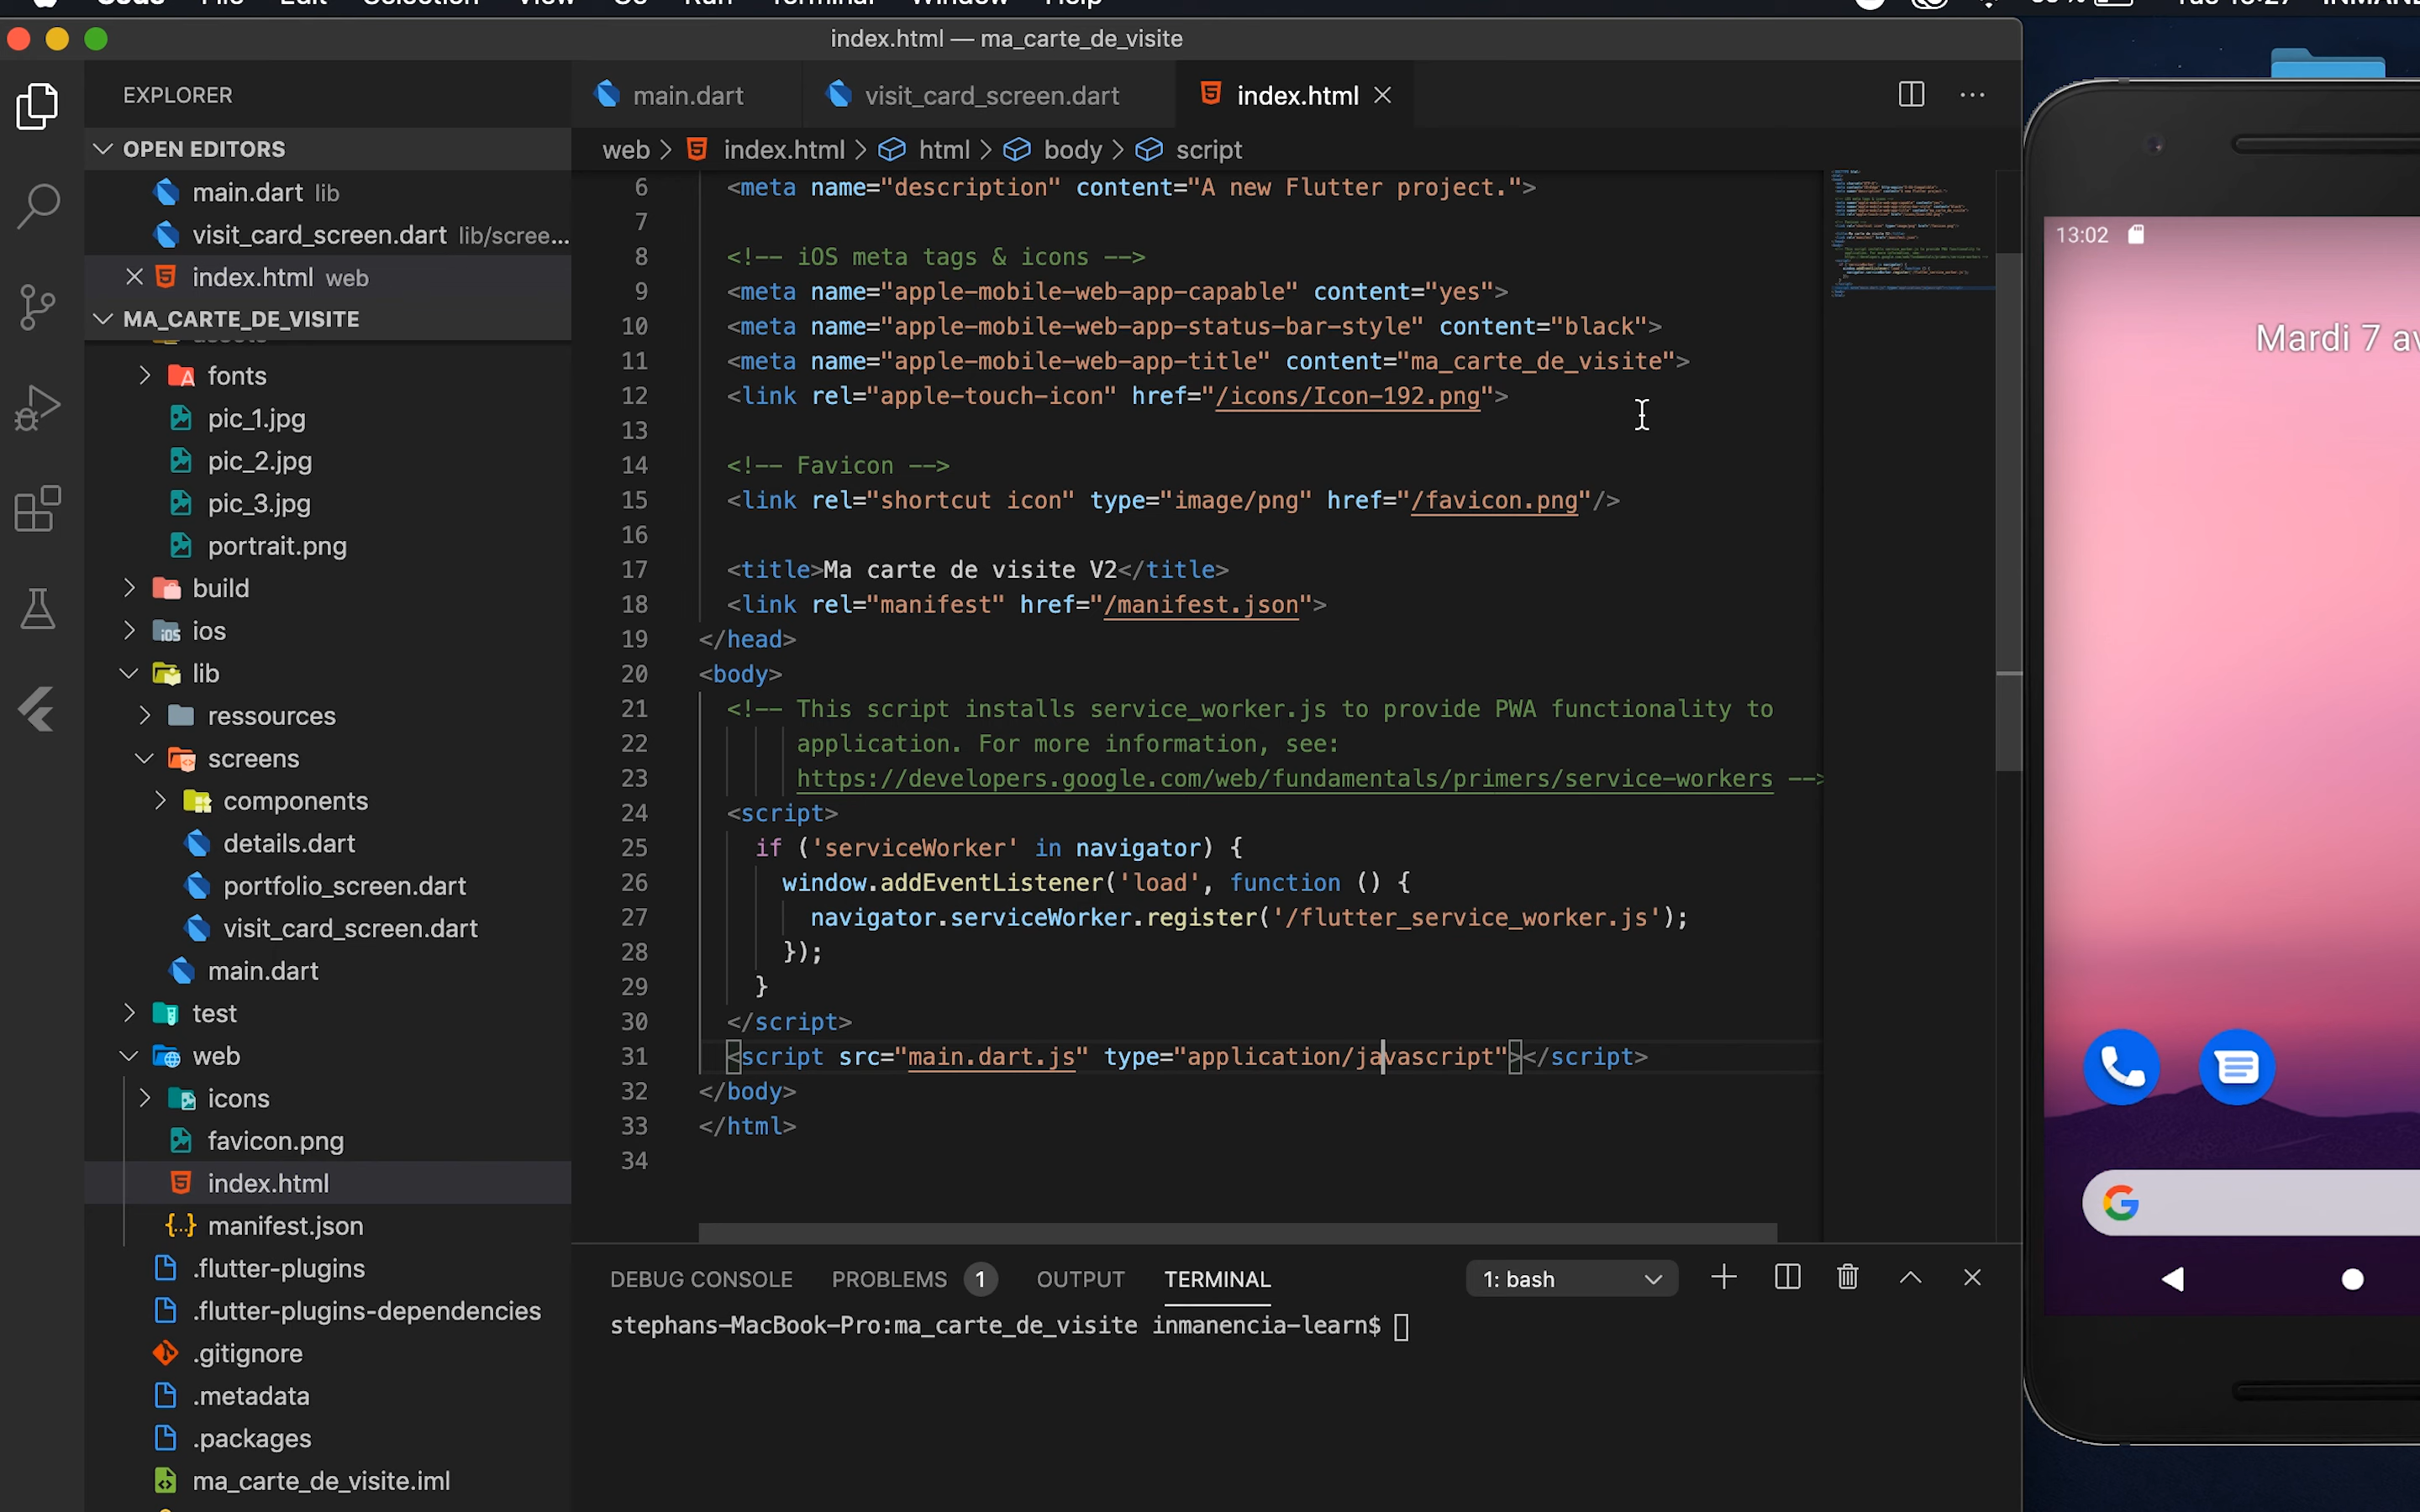 Code File Edit Selection View Go Run Terminal Window Help
index.html — ma_carte_de_visite
EXPLORER
OPEN EDITORS
main.dart lib
visit_card_screen.dart lib/scree...
index.html web
MA_CARTE_DE_VISITE
assets
fonts
pic_1.jpg
pic_2.jpg
pic_3.jpg
portrait.png
build
ios
lib
ressources
screens
components
details.dart
portfolio_screen.dart
visit_card_screen.dart
main.dart
test
web
icons
favicon.png
index.html
manifest.json
.flutter-plugins
.flutter-plugins-dependencies
.gitignore
.metadata
.packages
ma_carte_de_visite.iml
main.dart visit_card_screen.dart index.html
web > index.html > html > body > script
6 <meta name="description" content="A new Flutter project.">
7
8 <!-- iOS meta tags & icons -->
9 <meta name="apple-mobile-web-app-capable" content="yes">
10 <meta name="apple-mobile-web-app-status-bar-style" content="black">
11 <meta name="apple-mobile-web-app-title" content="ma_carte_de_visite">
12 <link rel="apple-touch-icon" href="/icons/Icon-192.png">
13
14 <!-- Favicon -->
15 <link rel="shortcut icon" type="image/png" href="/favicon.png"/>
16
17 <title>Ma carte de visite V2</title>
18 <link rel="manifest" href="/manifest.json">
19 </head>
20 <body>
21 <!-- This script installs service_worker.js to provide PWA functionality to
22 application. For more information, see:
23 https://developers.google.com/web/fundamentals/primers/service-workers -->
24 <script>
25 if ('serviceWorker' in navigator) {
26 window.addEventListener('load', function () {
27 navigator.serviceWorker.register('/flutter_service_worker.js');
28 });
29 }
30 </script>
31 <script src="main.dart.js" type="application/javascript"></script>
32 </body>
33 </html>
34
DEBUG CONSOLE PROBLEMS 1 OUTPUT TERMINAL 1: bash
stephans-MacBook-Pro:ma_carte_de_visite inmanencia-learn$
13:02
Mardi 7 av